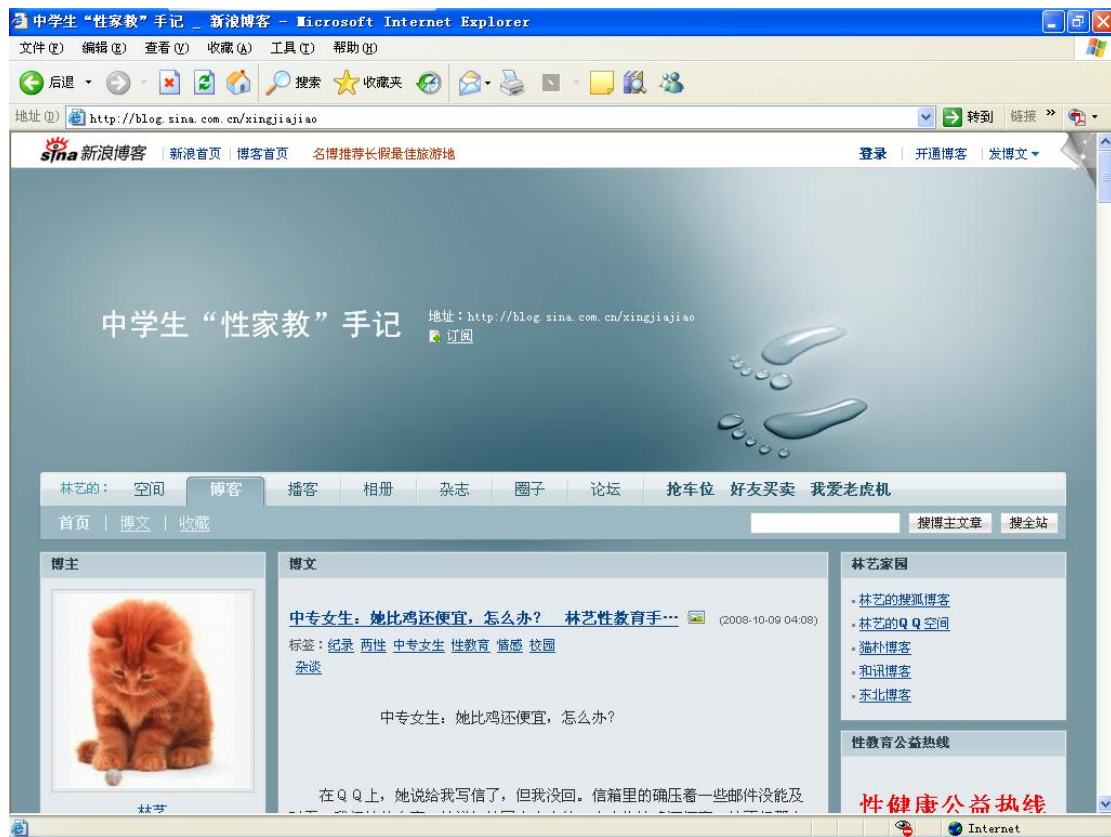 中学生“性家教”手记 _ 新浪博客 - Microsoft Internet Explorer
文件(F) 编辑(E) 查看(V) 收藏(A) 工具(T) 帮助(H)
后退 搜索 收藏夹
地址(D) http://blog.sina.com.cn/xingjiajiao 转到 链接 »
sina 新浪博客 新浪首页 博客首页 名博推荐长假最佳旅游地 登录 开通博客 发博文
中学生“性家教”手记 地址：http://blog.sina.com.cn/xingjiajiao
订阅
林艺的： 空间 博客 播客 相册 杂志 圈子 论坛 抢车位 好友买卖 我爱老虎机
首页 | 博文 | 收藏 搜博主文章 搜全站
博主
林艺
博文
中专女生：她比鸡还便宜，怎么办？ 林艺性教育手… (2008-10-09 04:08)
标签：纪录 两性 中专女生 性教育 情感 校园
杂谈
中专女生：她比鸡还便宜，怎么办？
在ＱＱ上，她说给我写信了，但我没回。信箱里的确压着一些邮件没能及
林艺家园
林艺的搜狐博客
林艺的ＱＱ空间
猫扑博客
和讯博客
东北博客
性教育公益热线
性健康公益热线
Internet